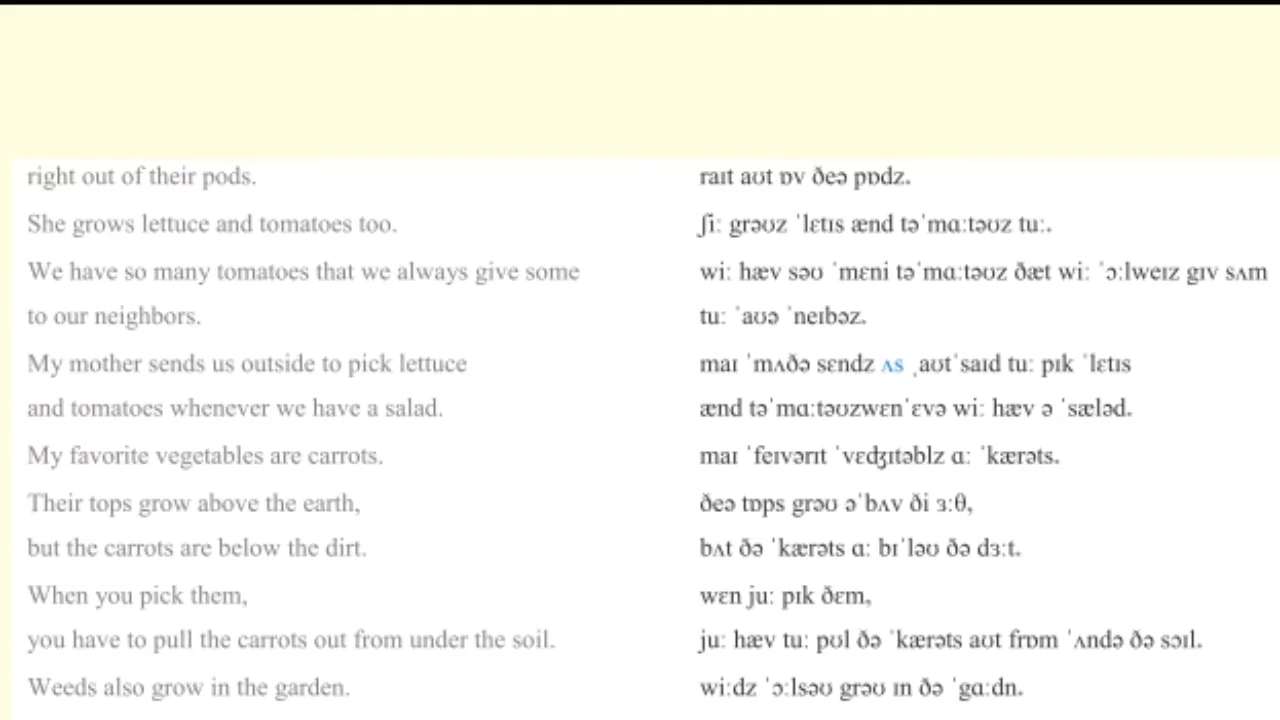 right out of their pods.
raɪt aʊt ɒv ðeə pɒdz.
She grows lettuce and tomatoes too.
ʃiː grəʊz ˈlɛtɪs ænd təˈmɑːtəʊz tuː.
We have so many tomatoes that we always give some
wiː hæv səʊ ˈmɛni təˈmɑːtəʊz ðæt wiː ˈɔːlweɪz gɪv sʌm
to our neighbors.
tuː ˈaʊə ˈneɪbəz.
My mother sends us outside to pick lettuce
maɪ ˈmʌðə sɛndz ʌs ˌaʊtˈsaɪd tuː pɪk ˈlɛtɪs
and tomatoes whenever we have a salad.
ænd təˈmɑːtəʊzwɛnˈɛvə wiː hæv ə ˈsæləd.
My favorite vegetables are carrots.
maɪ ˈfeɪvərɪt ˈvɛʤɪtəblz ɑː ˈkærəts.
Their tops grow above the earth,
ðeə tɒps grəʊ əˈbʌv ði ɜːθ,
but the carrots are below the dirt.
bʌt ðə ˈkærəts ɑː bɪˈləʊ ðə dɜːt.
When you pick them,
wɛn juː pɪk ðɛm,
you have to pull the carrots out from under the soil.
juː hæv tuː pʊl ðə ˈkærəts aʊt frɒm ˈʌndə ðə sɔɪl.
Weeds also grow in the garden.
wiːdz ˈɔːlsəʊ grəʊ ɪn ðə ˈgɑːdn.